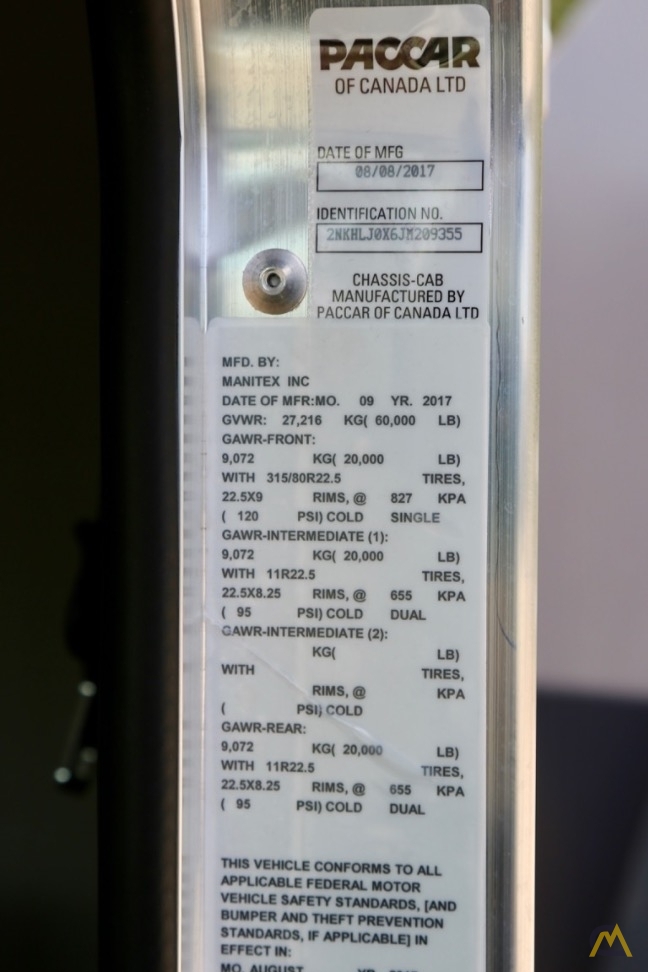 PACCAR
OF CANADA LTD
DATE OF MFG
08/08/2017
IDENTIFICATION NO.
2NKHLJ0X6JM209355
CHASSIS-CAB
MANUFACTURED BY
PACCAR OF CANADA LTD
MFD. BY:
MANITEX INC
DATE OF MFR:MO. 09 YR. 2017
GVWR: 27,216 KG( 60,000 LB)
GAWR-FRONT:
9,072 KG( 20,000 LB)
WITH 315/80R22.5 TIRES,
22.5X9 RIMS, @ 827 KPA
( 120 PSI) COLD SINGLE
GAWR-INTERMEDIATE (1):
9,072 KG( 20,000 LB)
WITH 11R22.5 TIRES,
22.5X8.25 RIMS, @ 655 KPA
( 95 PSI) COLD DUAL
GAWR-INTERMEDIATE (2):
KG( LB)
WITH TIRES,
RIMS, @ KPA
( PSI) COLD
GAWR-REAR:
9,072 KG( 20,000 LB)
WITH 11R22.5 TIRES,
22.5X8.25 RIMS, @ 655 KPA
( 95 PSI) COLD DUAL
THIS VEHICLE CONFORMS TO ALL
APPLICABLE FEDERAL MOTOR
VEHICLE SAFETY STANDARDS, [AND
BUMPER AND THEFT PREVENTION
STANDARDS, IF APPLICABLE] IN
EFFECT IN:
MO. AUGUST YR.